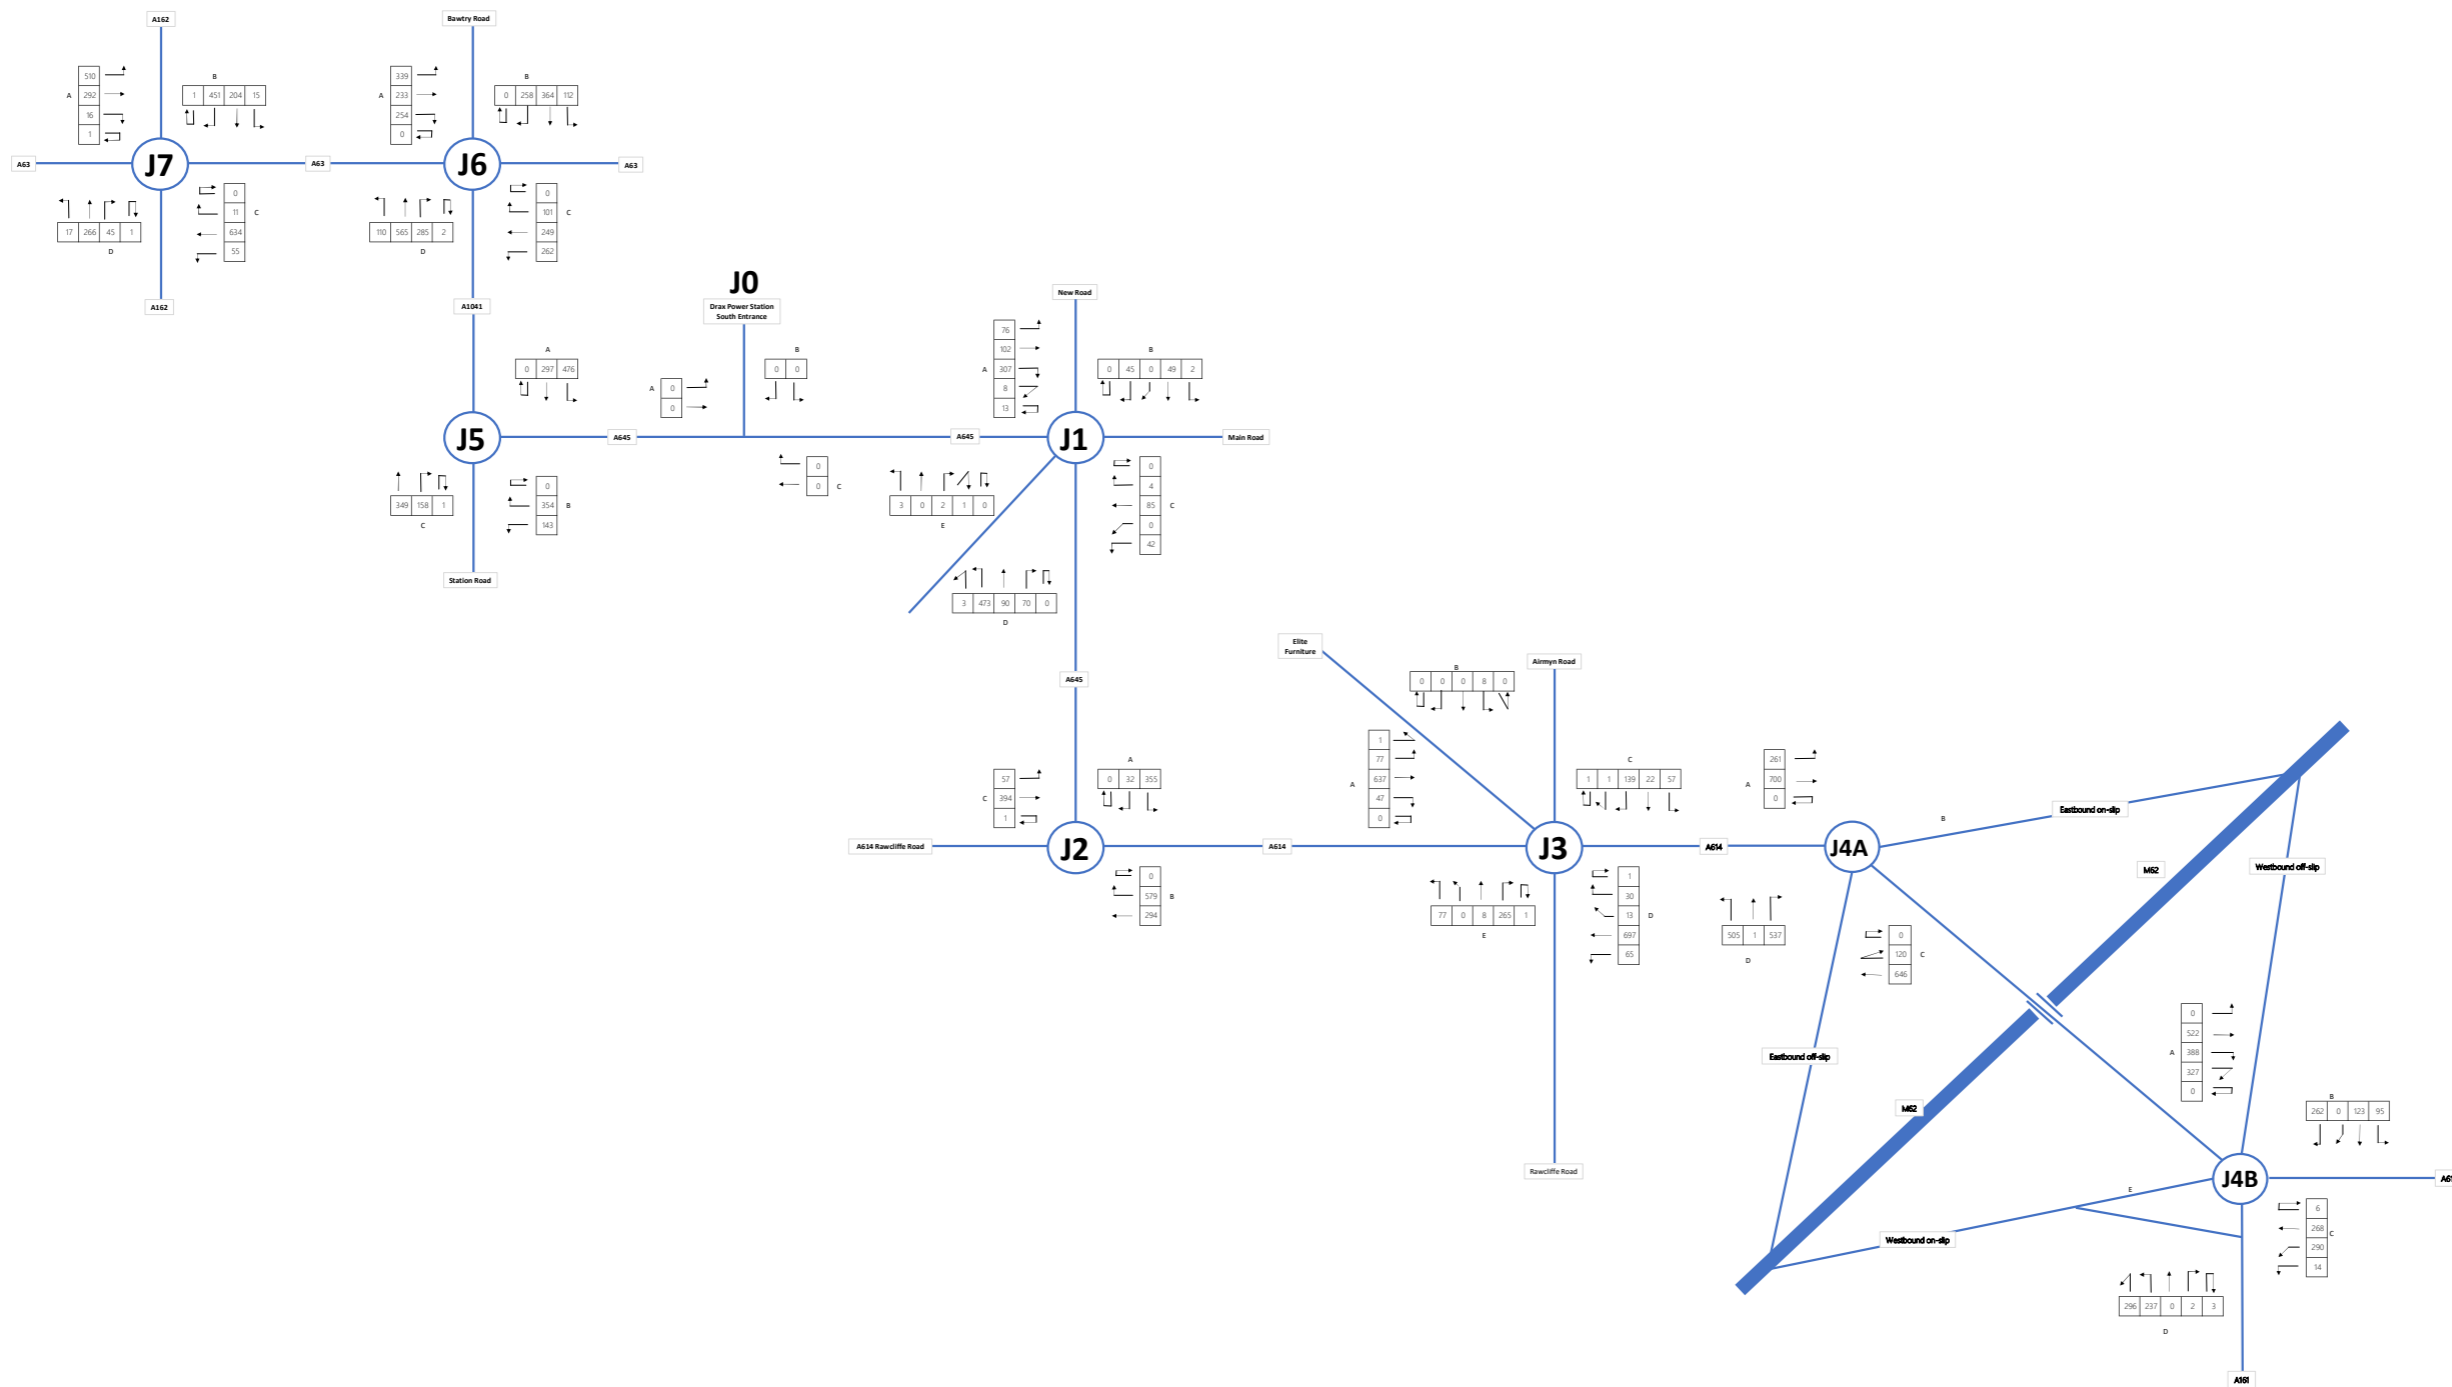 A162
Bawtry Road
510
292
16
1
A
B
1 451 204 15
339
233
254
0
A
B
0 258 364 112
A63
J7
A63
J6
A63
17 266 45 1
D
0
11
634
55
C
110 565 285 2
D
0
101
249
262
C
A162
A1041
J0
Drax Power Station
South Entrance
New Road
A
0 297 476
A
0
0
B
0 0
76
102
307
8
13
A
B
0 45 0 49 2
J5
A645
A645
J1
Main Road
349 158 1
C
0
354
143
B
0
0
C
3 0 2 1 0
E
0
4
85
0
42
C
Station Road
3 473 90 70 0
D
Elite
Furniture
Airmyn Road
A645
B
0 0 0 8 0
57
394
1
C
A
0 32 355
1
77
637
47
0
A
C
1 1 139 22 57
261
700
0
A
A614 Rawcliffe Road
J2
A614
J3
A614
J4A
B
Eastbound on-slip
M62
Westbound off-slip
0
579
294
B
77 0 8 265 1
E
1
30
13
697
65
D
505 1 537
D
0
120
646
C
Eastbound off-slip
M62
0
522
388
327
0
A
B
262 0 123 95
Rawcliffe Road
J4B
E
Westbound on-slip
6
268
290
14
C
296 237 0 2 3
D
A161